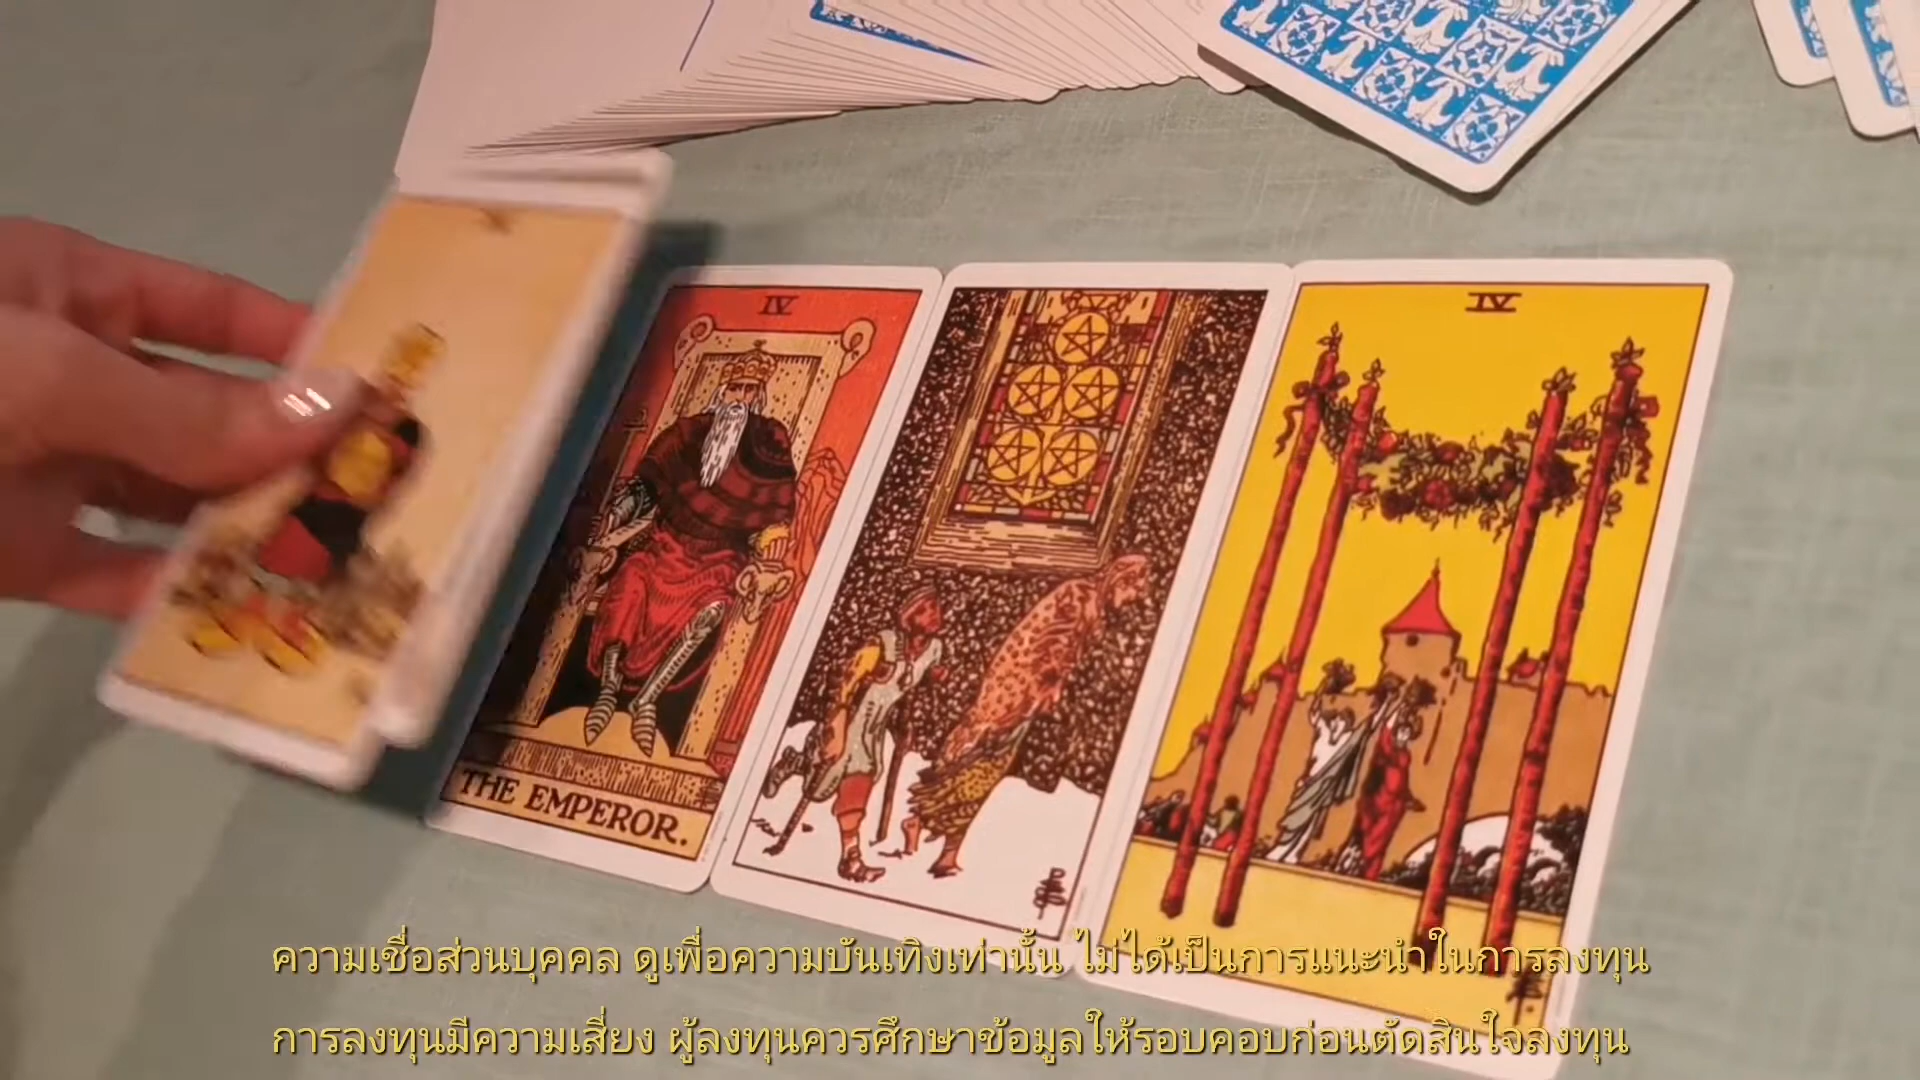 IV
IV
THE EMPEROR.
ความเชื่อส่วนบุคคล ดูเพื่อความบันเทิงเท่านั้น ไม่ได้เป็นการแนะนำในการลงทุน
การลงทุนมีความเสี่ยง ผู้ลงทุนควรศึกษาข้อมูลให้รอบคอบก่อนตัดสินใจลงทุน